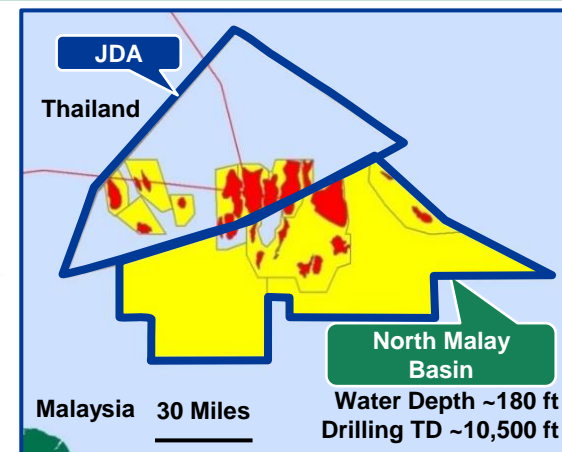 JDA
Thailand
North Malay
Basin
Water Depth ~180 ft
Malaysia 30 Miles
Drilling TD ~10,500 ft